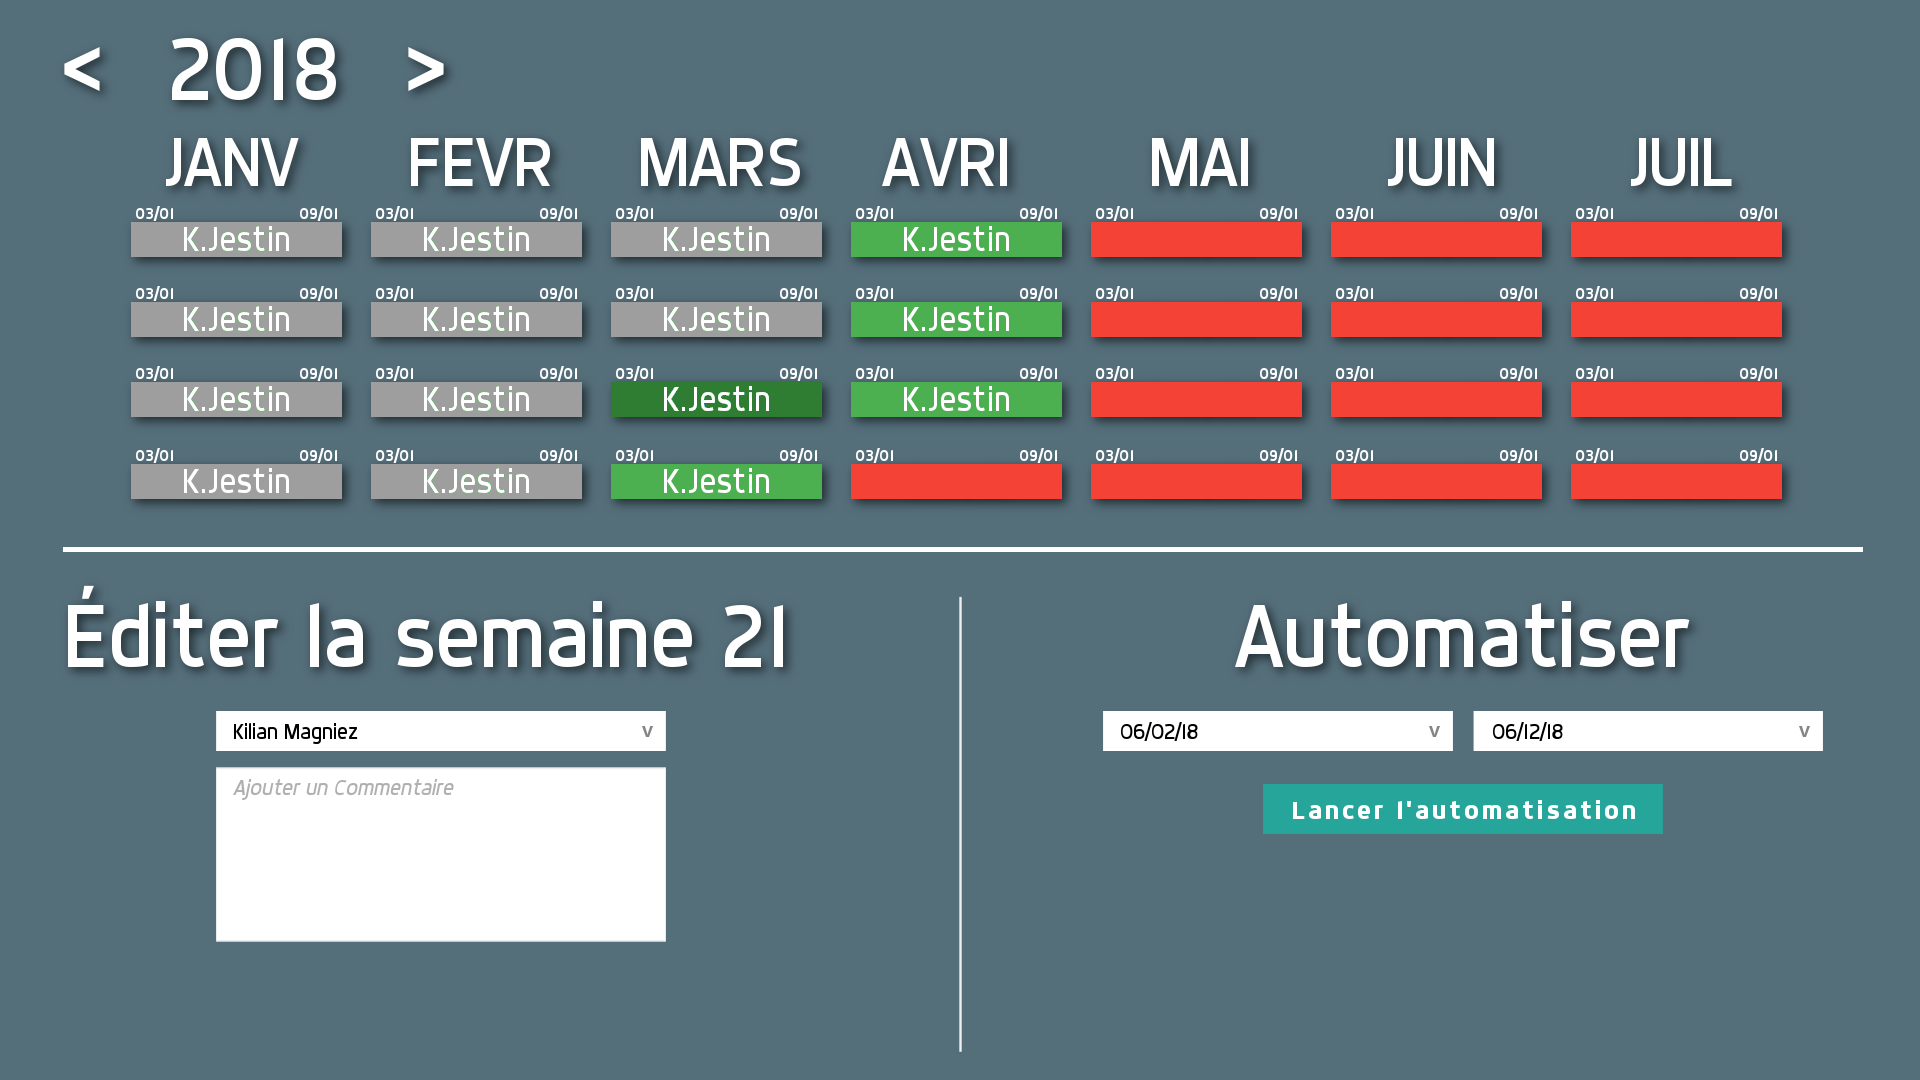 < 2018 >
JANV FEVR MARS AVRI MAI JUIN JUIL
03/01 09/01 03/01 09/01 03/01 09/01 03/01 09/01 03/01 09/01 03/01 09/01 03/01 09/01
K.Jestin K.Jestin K.Jestin K.Jestin
03/01 09/01 03/01 09/01 03/01 09/01 03/01 09/01 03/01 09/01 03/01 09/01 03/01 09/01
K.Jestin K.Jestin K.Jestin K.Jestin
03/01 09/01 03/01 09/01 03/01 09/01 03/01 09/01 03/01 09/01 03/01 09/01 03/01 09/01
K.Jestin K.Jestin K.Jestin K.Jestin
03/01 09/01 03/01 09/01 03/01 09/01 03/01 09/01 03/01 09/01 03/01 09/01 03/01 09/01
K.Jestin K.Jestin K.Jestin
Éditer la semaine 21
Kilian Magniez v
Ajouter un Commentaire
Automatiser
06/02/18 v 06/12/18 v
Lancer l'automatisation